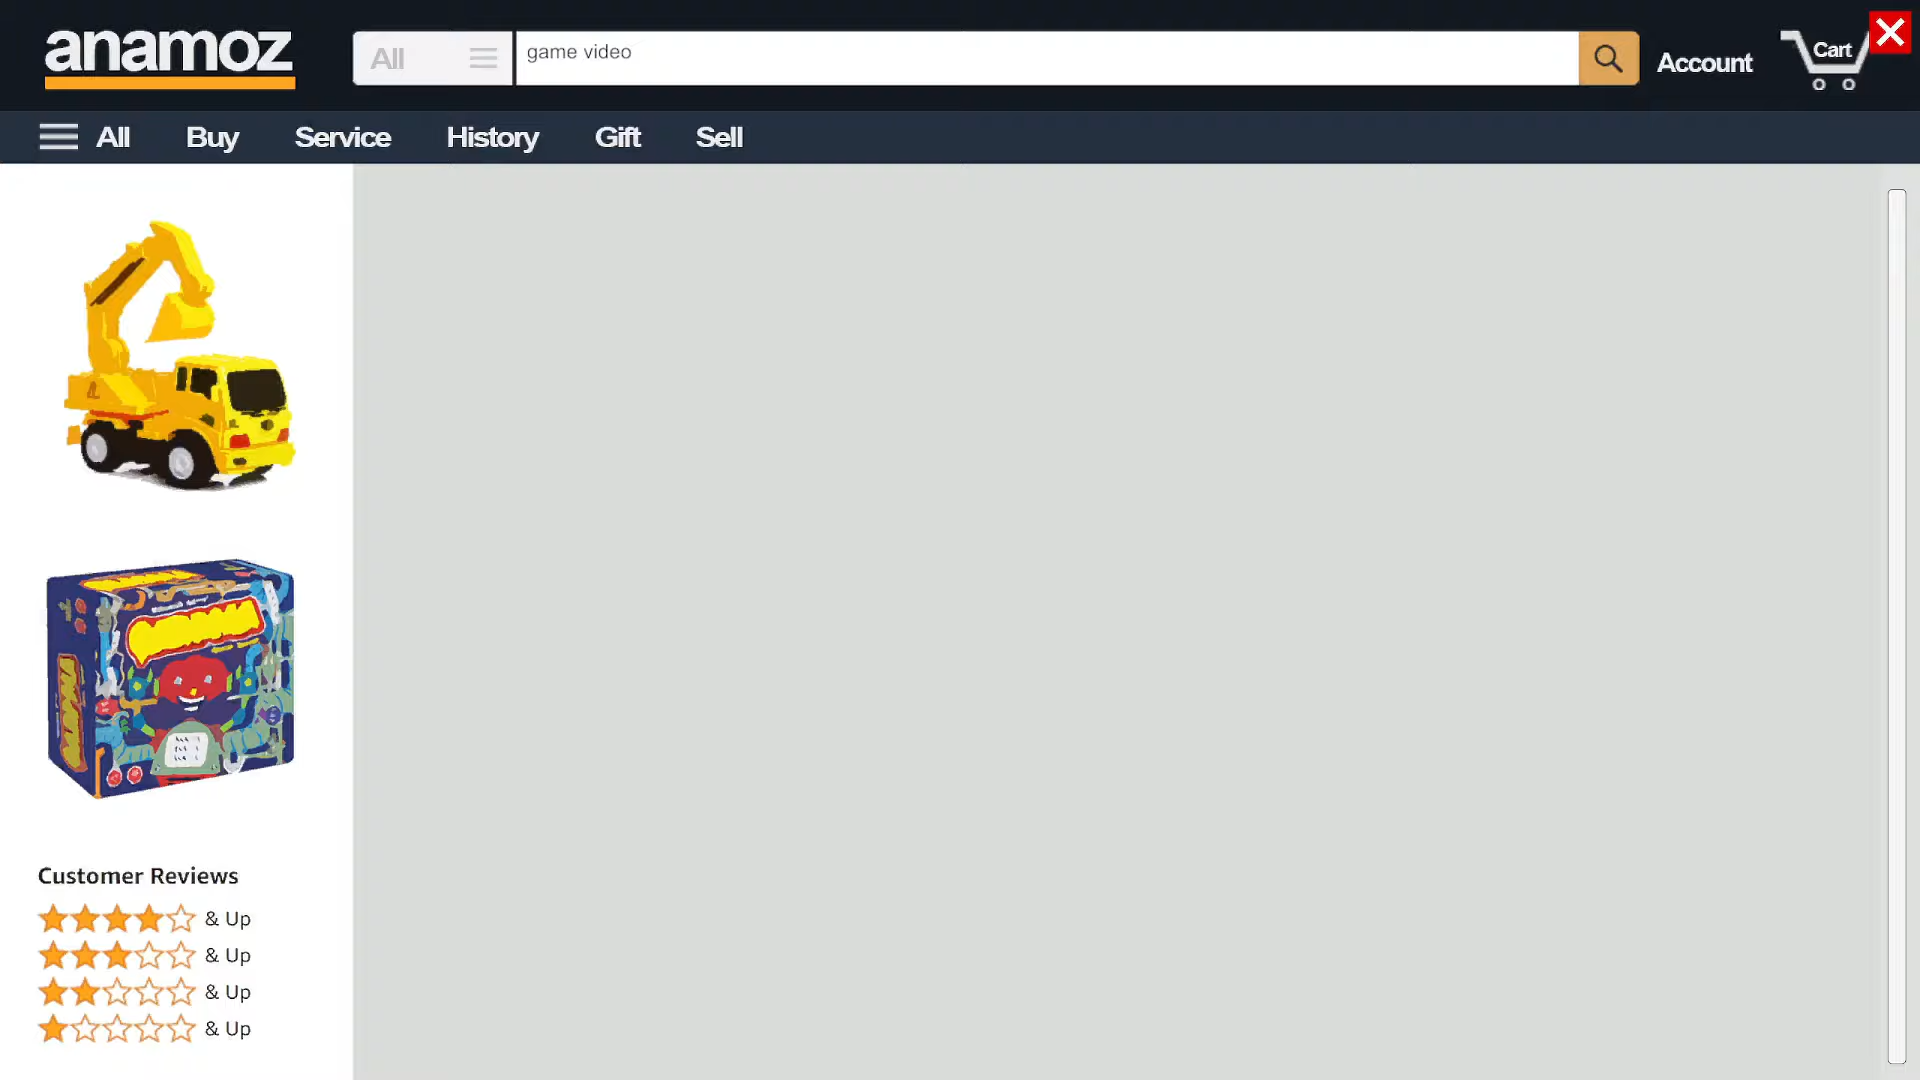 anamoz
All
game video
Account
Cart
All
Buy
Service
History
Gift
Sell
Customer Reviews
& Up
& Up
& Up
& Up